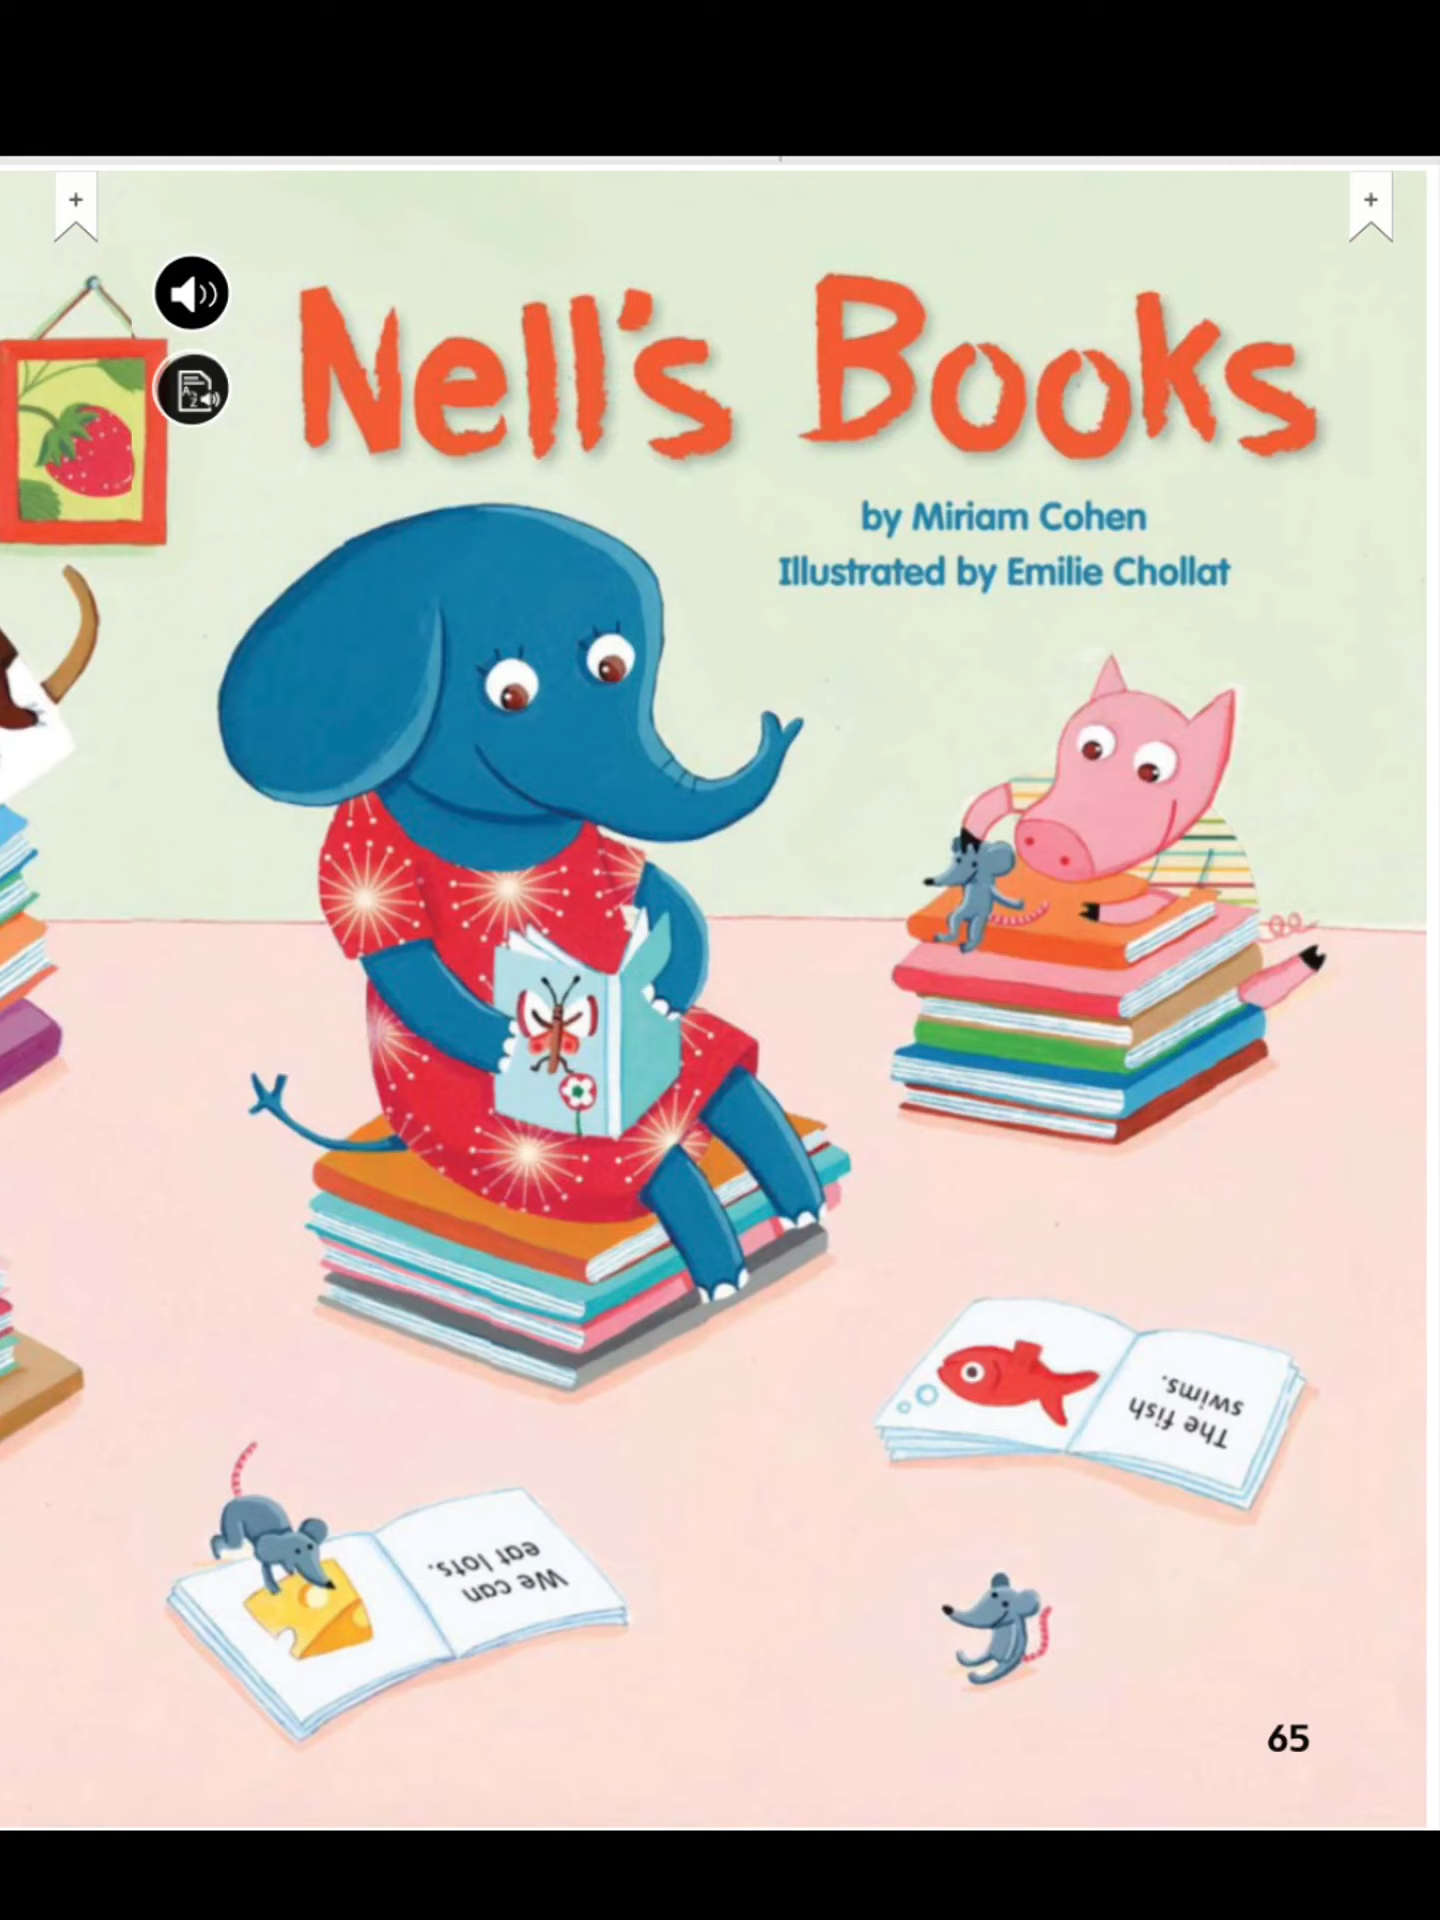 Nell's Books
by Miriam Cohen
Illustrated by Emilie Chollat
The fish
swims.
We can
eat lots.
65